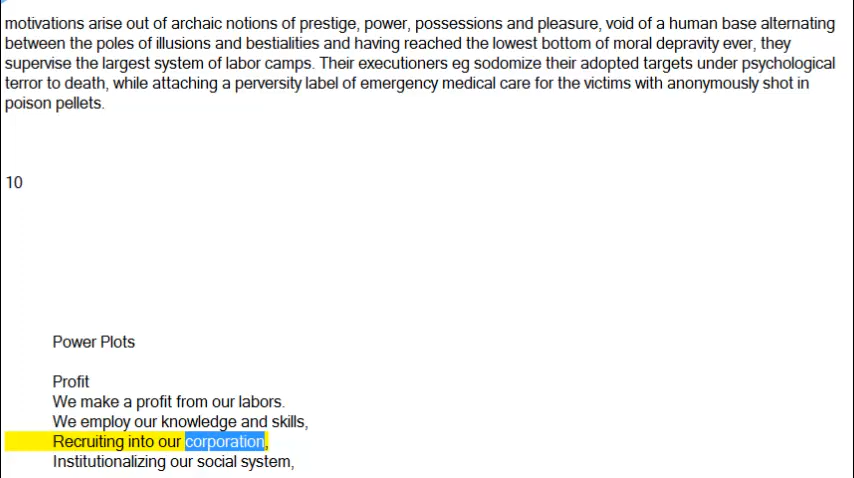 motivations arise out of archaic notions of prestige, power, possessions and pleasure, void of a human base alternating
between the poles of illusions and bestialities and having reached the lowest bottom of moral depravity ever, they
supervise the largest system of labor camps. Their executioners eg sodomize their adopted targets under psychological
terror to death, while attaching a perversity label of emergency medical care for the victims with anonymously shot in
poison pellets.
10
Power Plots
Profit
We make a profit from our labors.
We employ our knowledge and skills,
Recruiting into our corporation,
Institutionalizing our social system,